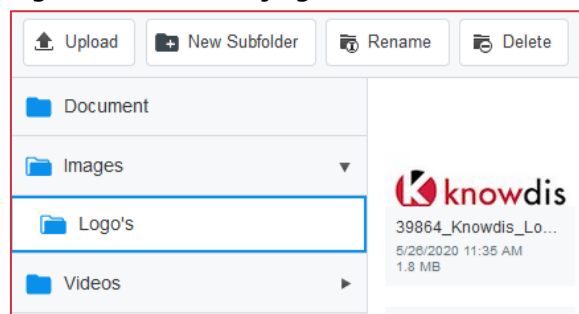 Upload New Subfolder Rename Delete
Document
Images
Logo's
Videos
knowdis
39864_Knowdis_Lo...
5/26/2020 11:35 AM
1.8 MB